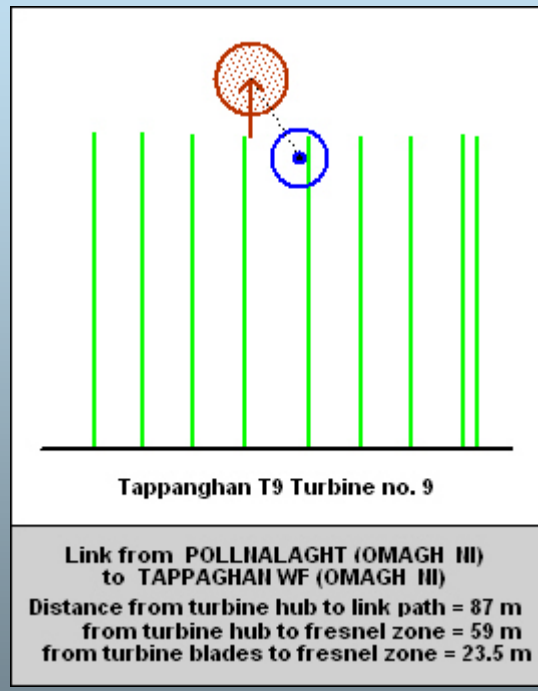 Tappanghan T9 Turbine no. 9
Link from POLLNALAGHT (OMAGH NI)
to TAPPAGHAN WF (OMAGH NI)
Distance from turbine hub to link path = 87 m
from turbine hub to fresnel zone = 59 m
from turbine blades to fresnel zone = 23.5 m